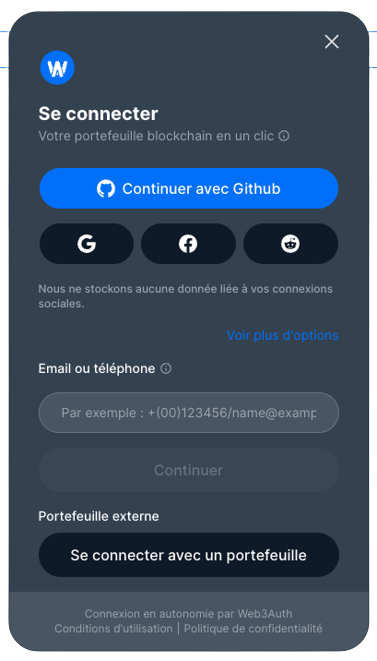 W
Se connecter
Votre portefeuille blockchain en un clic
Continuer avec Github
G
Nous ne stockons aucune donnée liée à vos connexions
sociales.
Voir plus d'options
Email ou téléphone
Par exemple : +(00)123456/name@examp
Continuer
Portefeuille externe
Se connecter avec un portefeuille
Connexion en autonomie par Web3Auth
Conditions d'utilisation | Politique de confidentialité